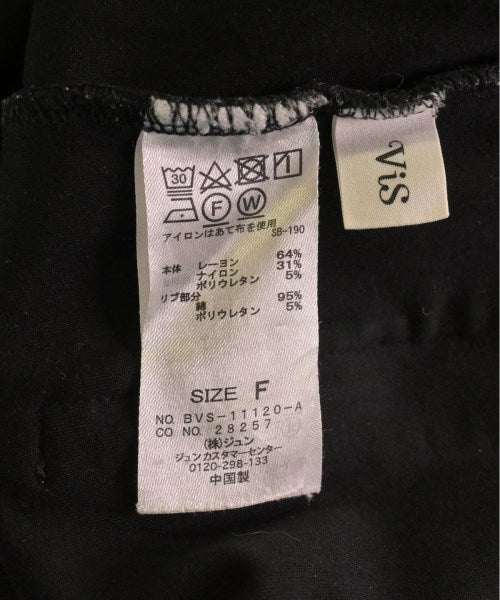 30
F W
アイロンはあて布を使用
SB-190
本体 レーヨン 64%
ナイロン 31%
ポリウレタン 5%
リブ部分
綿 95%
ポリウレタン 5%
SIZE F
NO. BVS-11120-A
CO NO. 28257
(株)ジュン
ジュンカスタマーセンター
0120-298-133
中国製
ViS